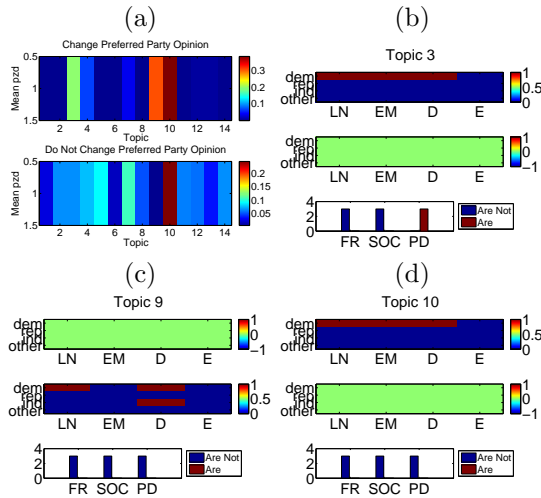 (a)
Change Preferred Party Opinion
Mean pzd
0.5
1
1.5
2 4 6 8 10 12 14
Topic
0.3
0.2
0.1
Do Not Change Preferred Party Opinion
Mean pzd
0.5
1
1.5
2 4 6 8 10 12 14
Topic
0.2
0.15
0.1
0.05
(b)
Topic 3
dem
rep
ind
other
LN EM D E
1
0.5
0
dem
rep
ind
other
LN EM D E
1
0
−1
4
2
0
FR SOC PD
Are Not
Are
(c)
Topic 9
dem
rep
ind
other
LN EM D E
1
0
−1
dem
rep
ind
other
LN EM D E
1
0.5
0
4
2
0
FR SOC PD
Are Not
Are
(d)
Topic 10
dem
rep
ind
other
LN EM D E
1
0.5
0
dem
rep
ind
other
LN EM D E
1
0
−1
4
2
0
FR SOC PD
Are Not
Are